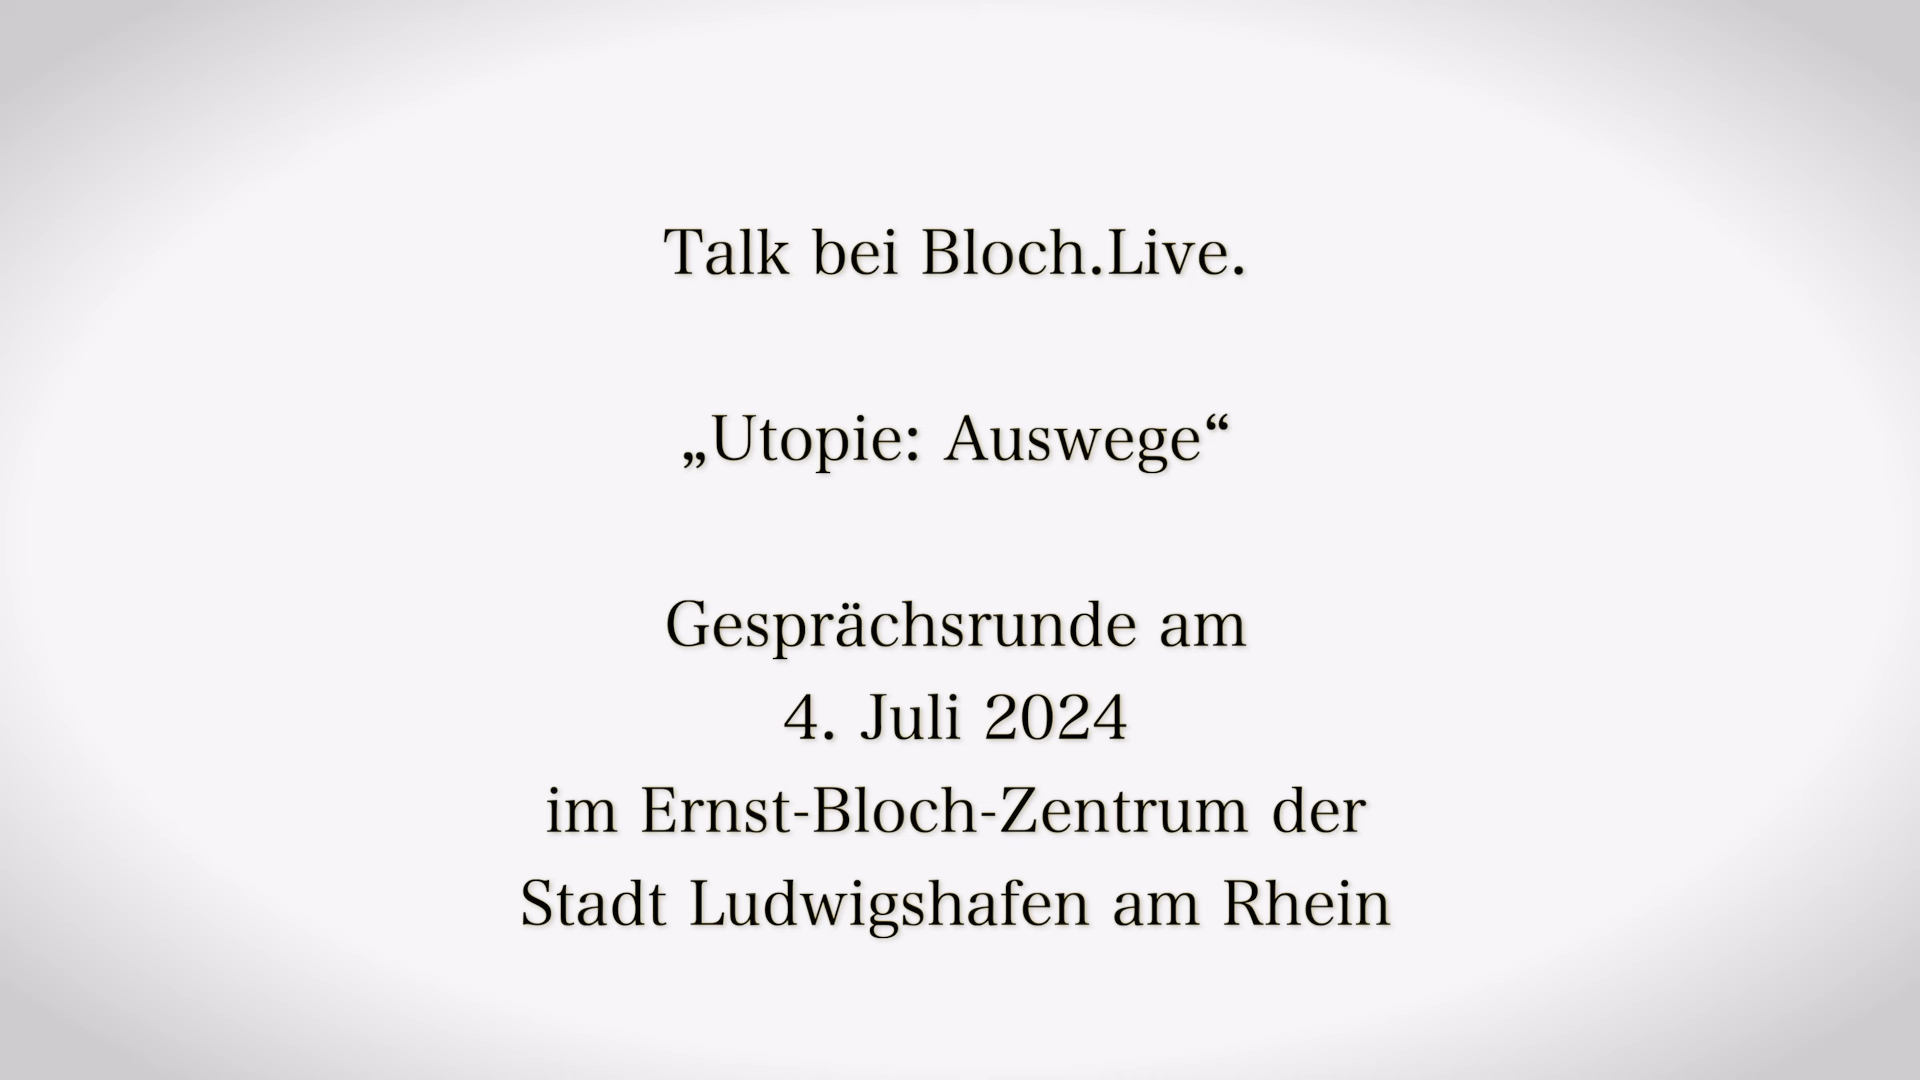 Talk bei Bloch.Live.
„Utopie: Auswege“
Gesprächsrunde am
4. Juli 2024
im Ernst-Bloch-Zentrum der
Stadt Ludwigshafen am Rhein